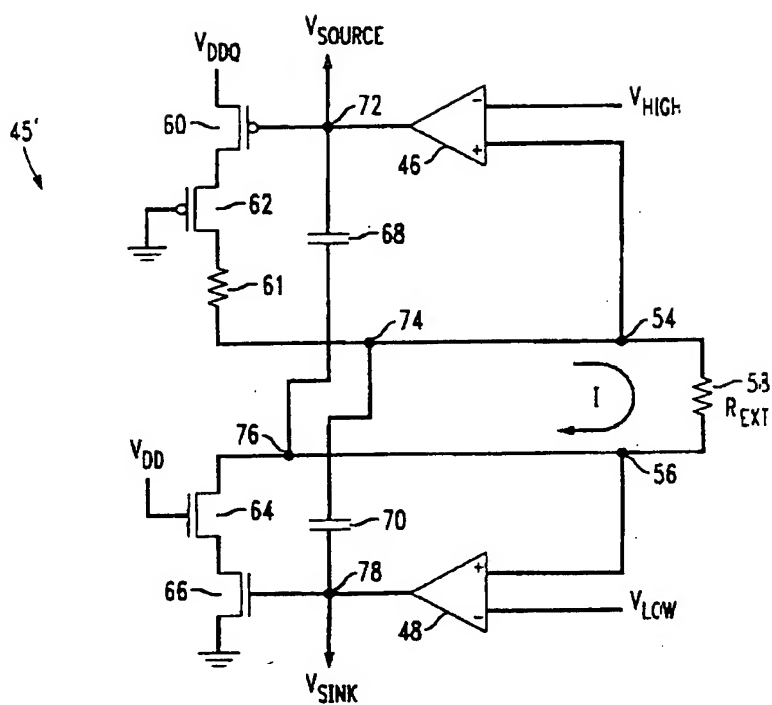 V_SOURCE
V_DDQ
72
V_HIGH
60
-
45'
+
46
62
68
61
74
54
58
I
R_EXT
76
V_DD
56
64
70
+
78
66
-
V_LOW
48
V_SINK